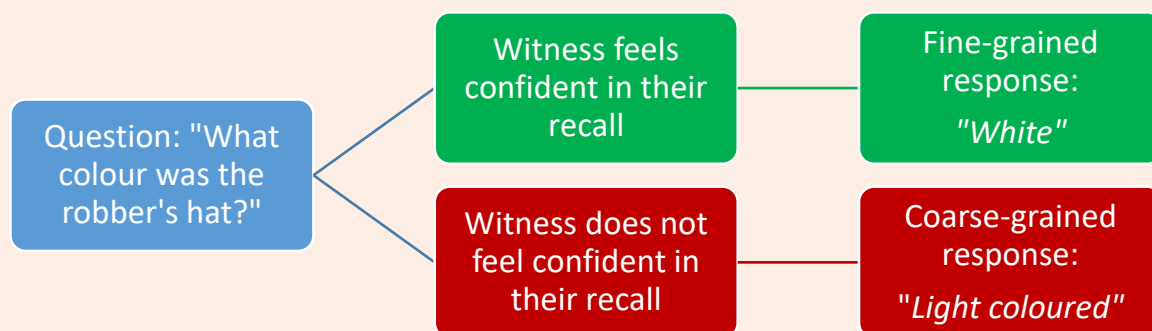 Question: "What
colour was the
robber's hat?"
Witness feels
confident in their
recall
Fine-grained
response:
"White"
Witness does not
feel confident in
their recall
Coarse-grained
response:
"Light coloured"